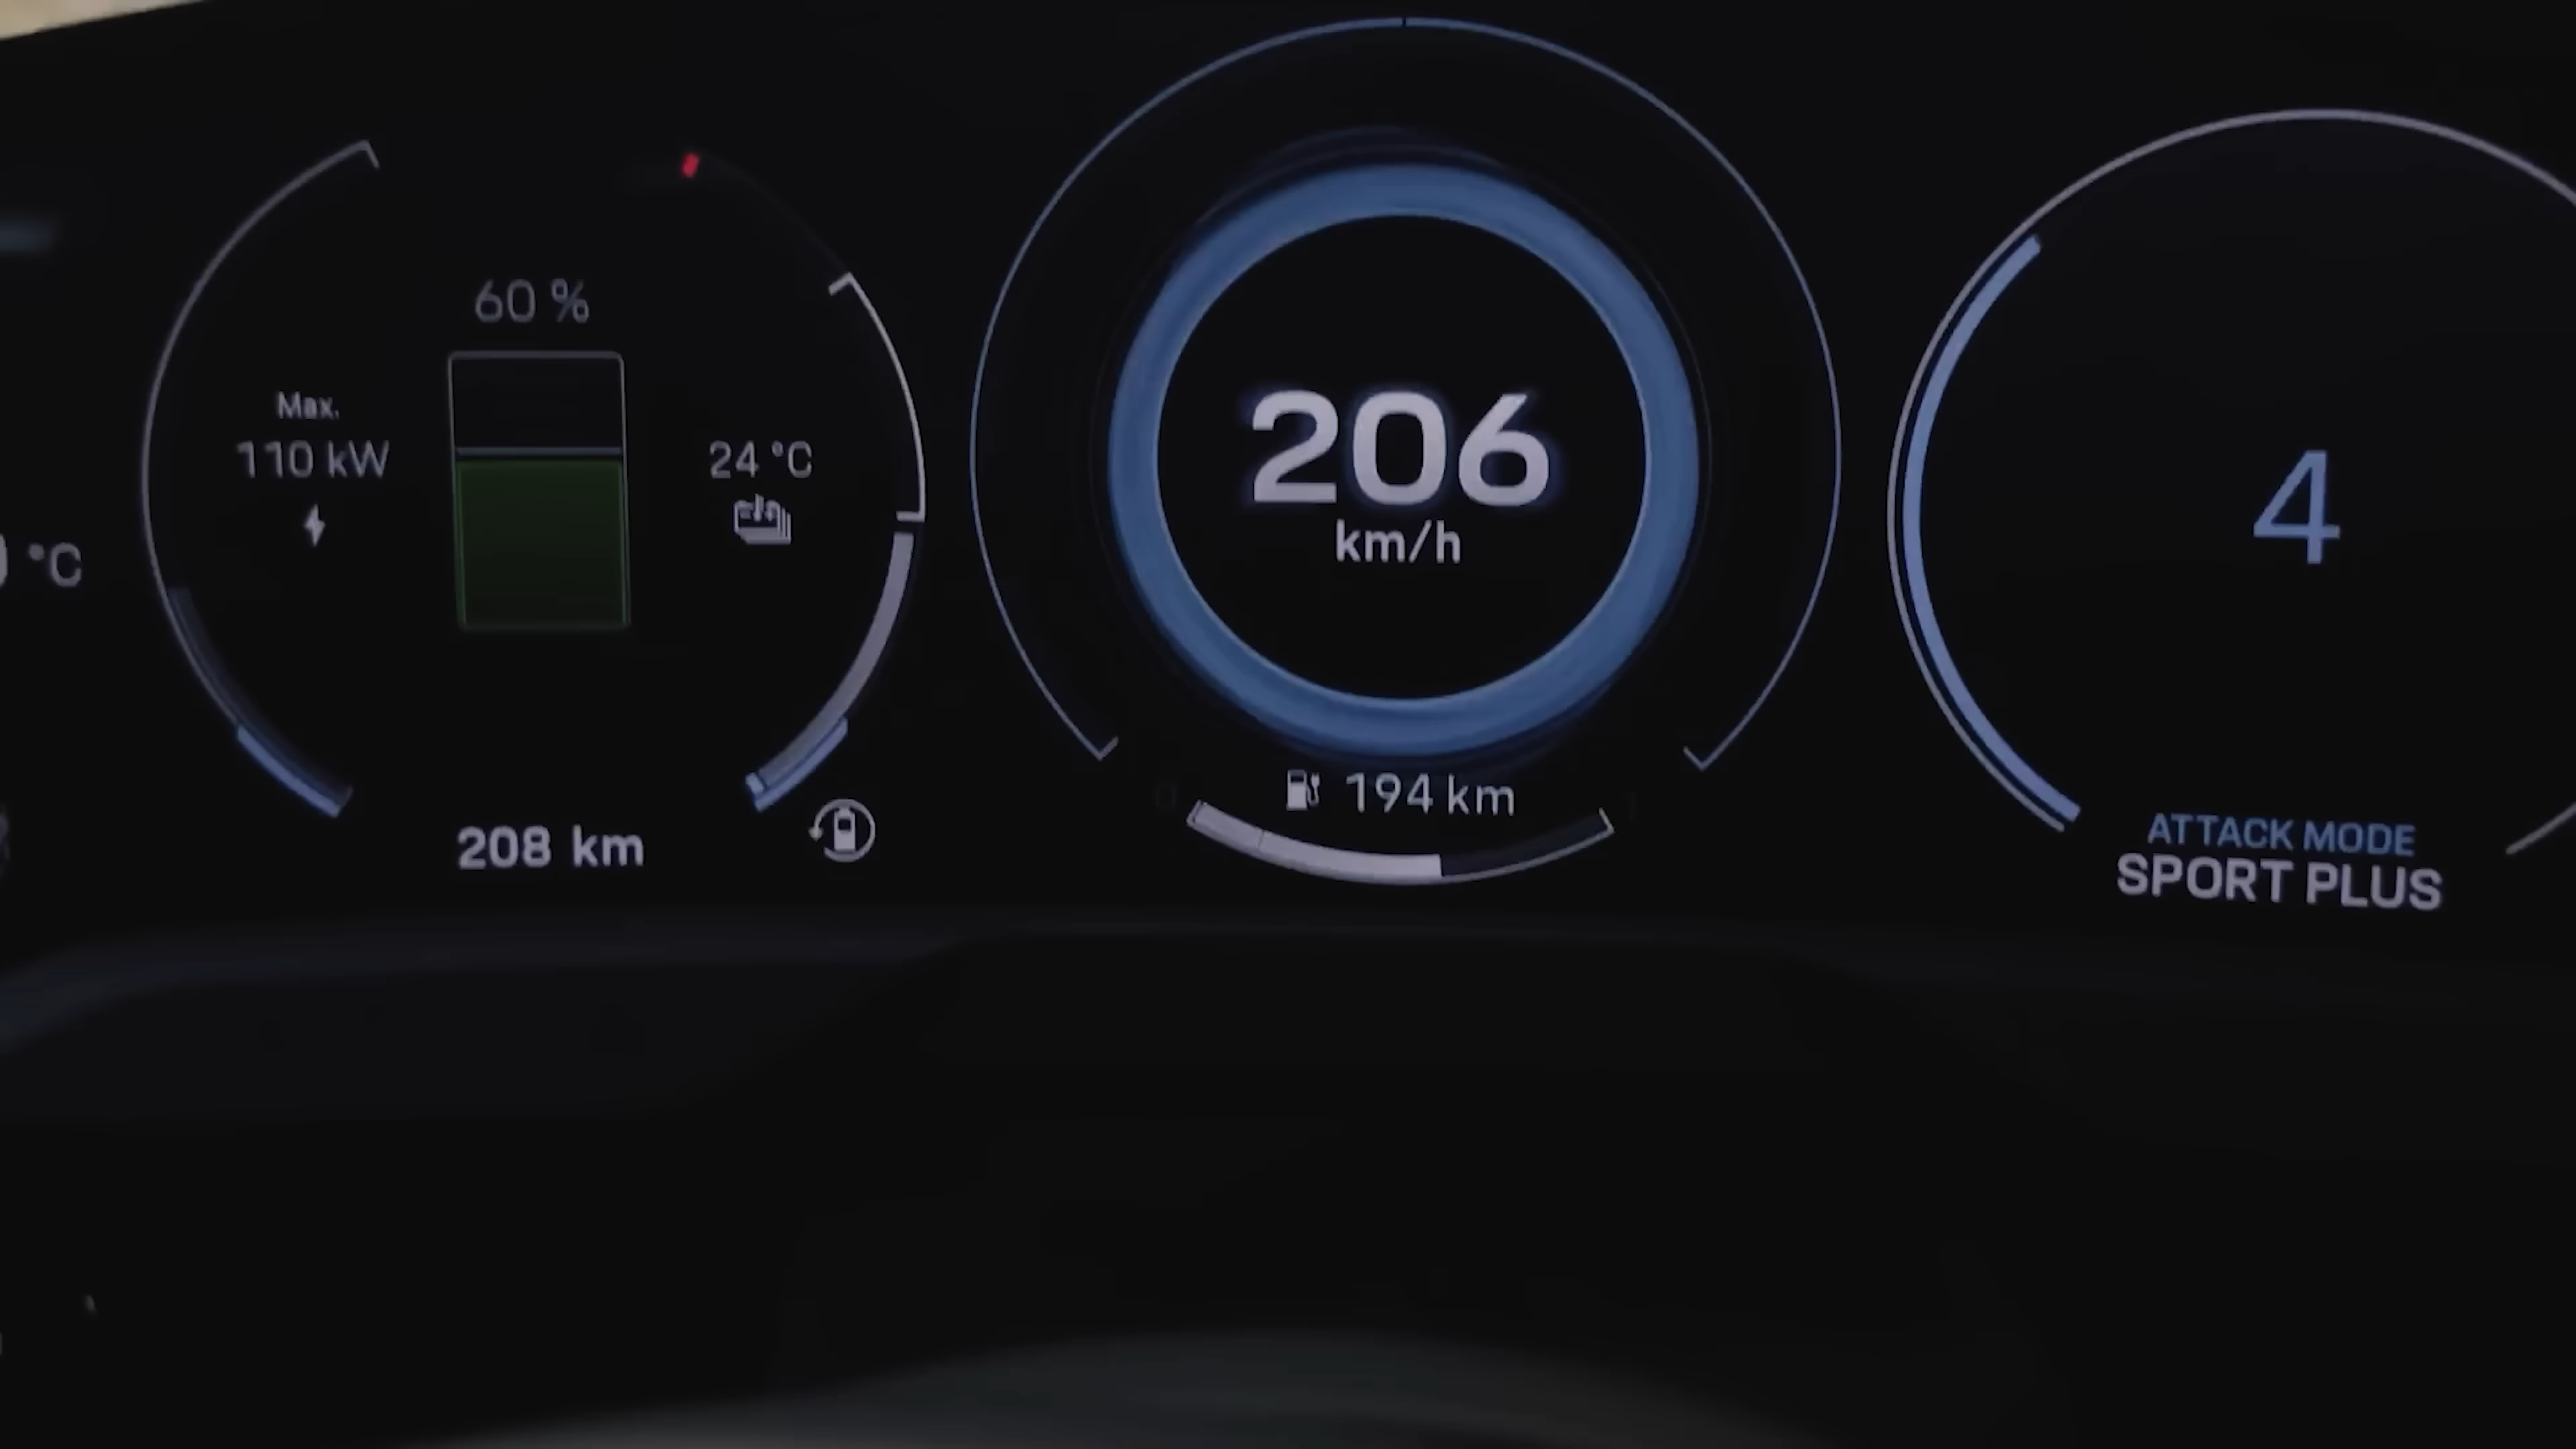 60 %
Max.
110 kW
24 °C
°C
208 km
206
km/h
194 km
4
ATTACK MODE
SPORT PLUS